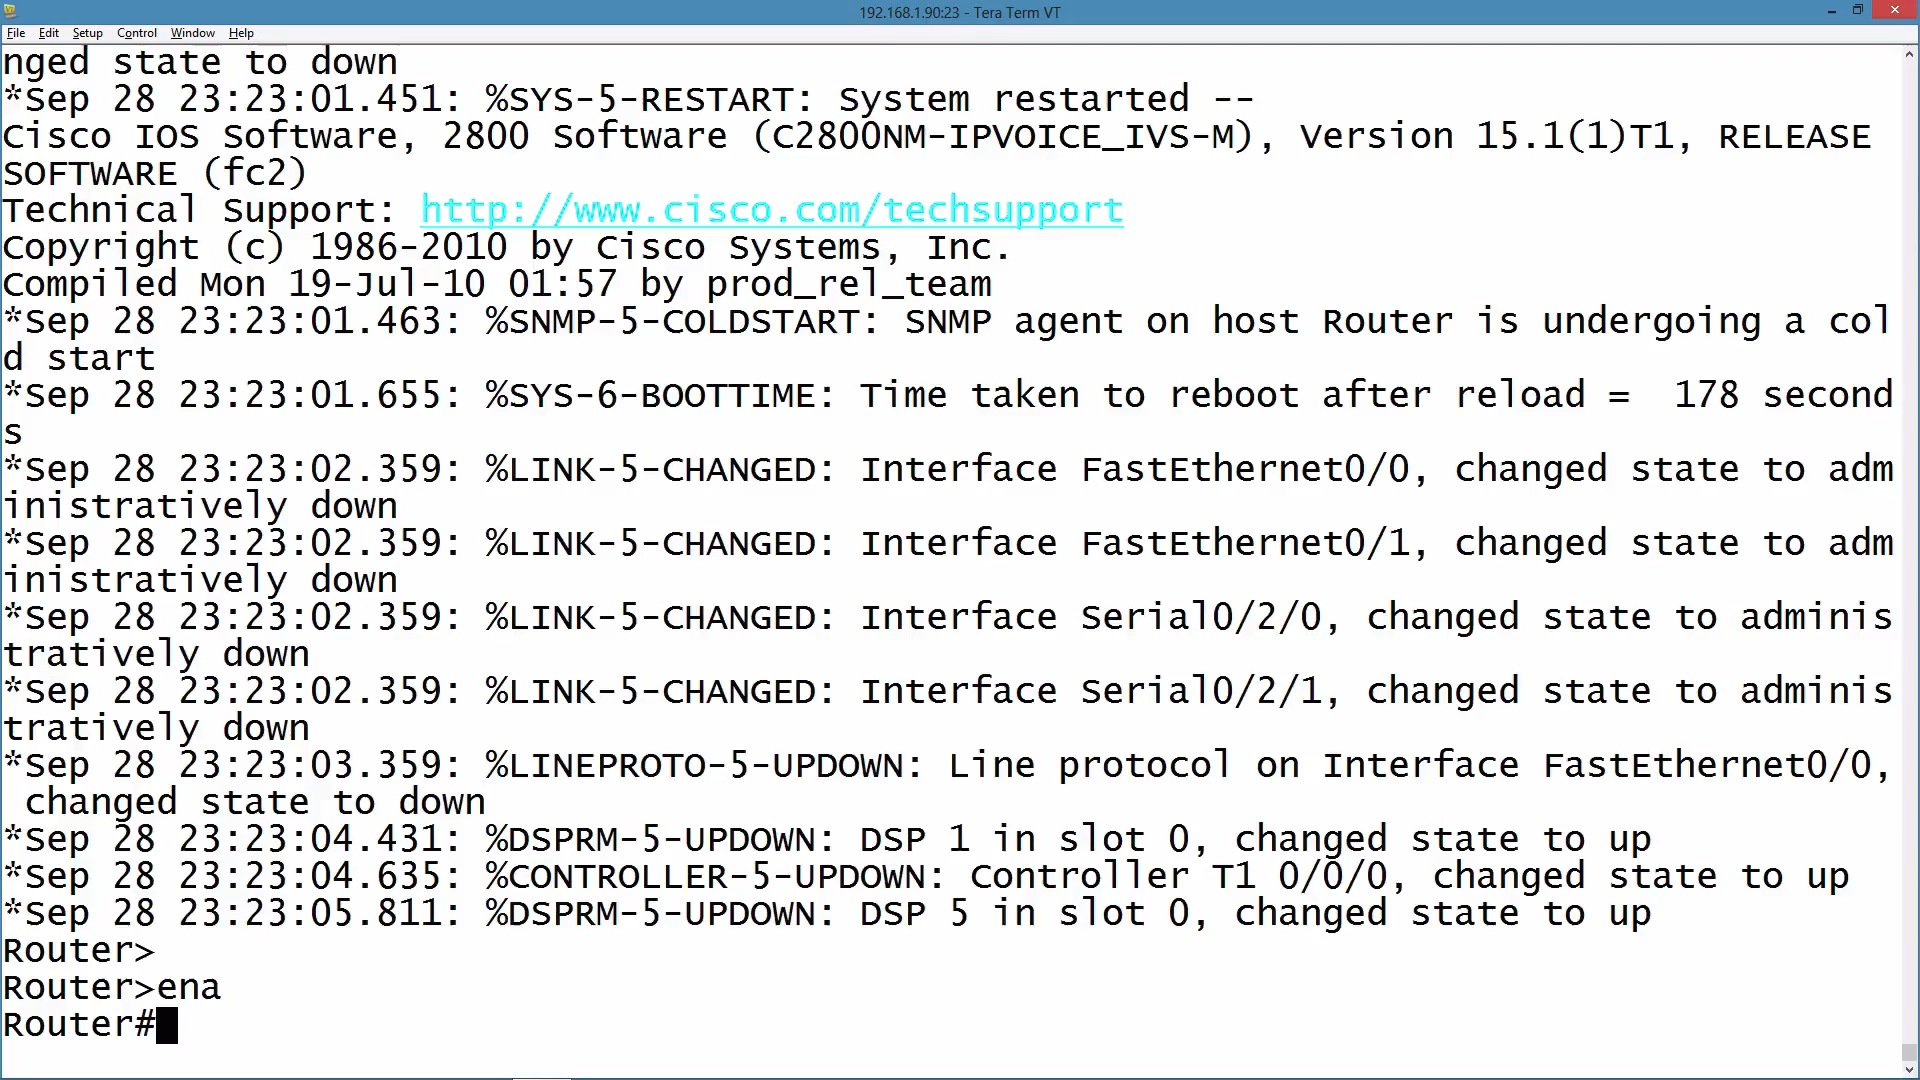 192.168.1.90:23 - Tera Term VT
File Edit Setup Control Window Help
nged state to down
*Sep 28 23:23:01.451: %SYS-5-RESTART: System restarted --
Cisco IOS Software, 2800 Software (C2800NM-IPVOICE_IVS-M), Version 15.1(1)T1, RELEASE
SOFTWARE (fc2)
Technical Support: http://www.cisco.com/techsupport
Copyright (c) 1986-2010 by Cisco Systems, Inc.
Compiled Mon 19-Jul-10 01:57 by prod_rel_team
*Sep 28 23:23:01.463: %SNMP-5-COLDSTART: SNMP agent on host Router is undergoing a col
d start
*Sep 28 23:23:01.655: %SYS-6-BOOTTIME: Time taken to reboot after reload =  178 second
s
*Sep 28 23:23:02.359: %LINK-5-CHANGED: Interface FastEthernet0/0, changed state to adm
inistratively down
*Sep 28 23:23:02.359: %LINK-5-CHANGED: Interface FastEthernet0/1, changed state to adm
inistratively down
*Sep 28 23:23:02.359: %LINK-5-CHANGED: Interface Serial0/2/0, changed state to adminis
tratively down
*Sep 28 23:23:02.359: %LINK-5-CHANGED: Interface Serial0/2/1, changed state to adminis
tratively down
*Sep 28 23:23:03.359: %LINEPROTO-5-UPDOWN: Line protocol on Interface FastEthernet0/0,
 changed state to down
*Sep 28 23:23:04.431: %DSPRM-5-UPDOWN: DSP 1 in slot 0, changed state to up
*Sep 28 23:23:04.635: %CONTROLLER-5-UPDOWN: Controller T1 0/0/0, changed state to up
*Sep 28 23:23:05.811: %DSPRM-5-UPDOWN: DSP 5 in slot 0, changed state to up
Router>
Router>ena
Router#